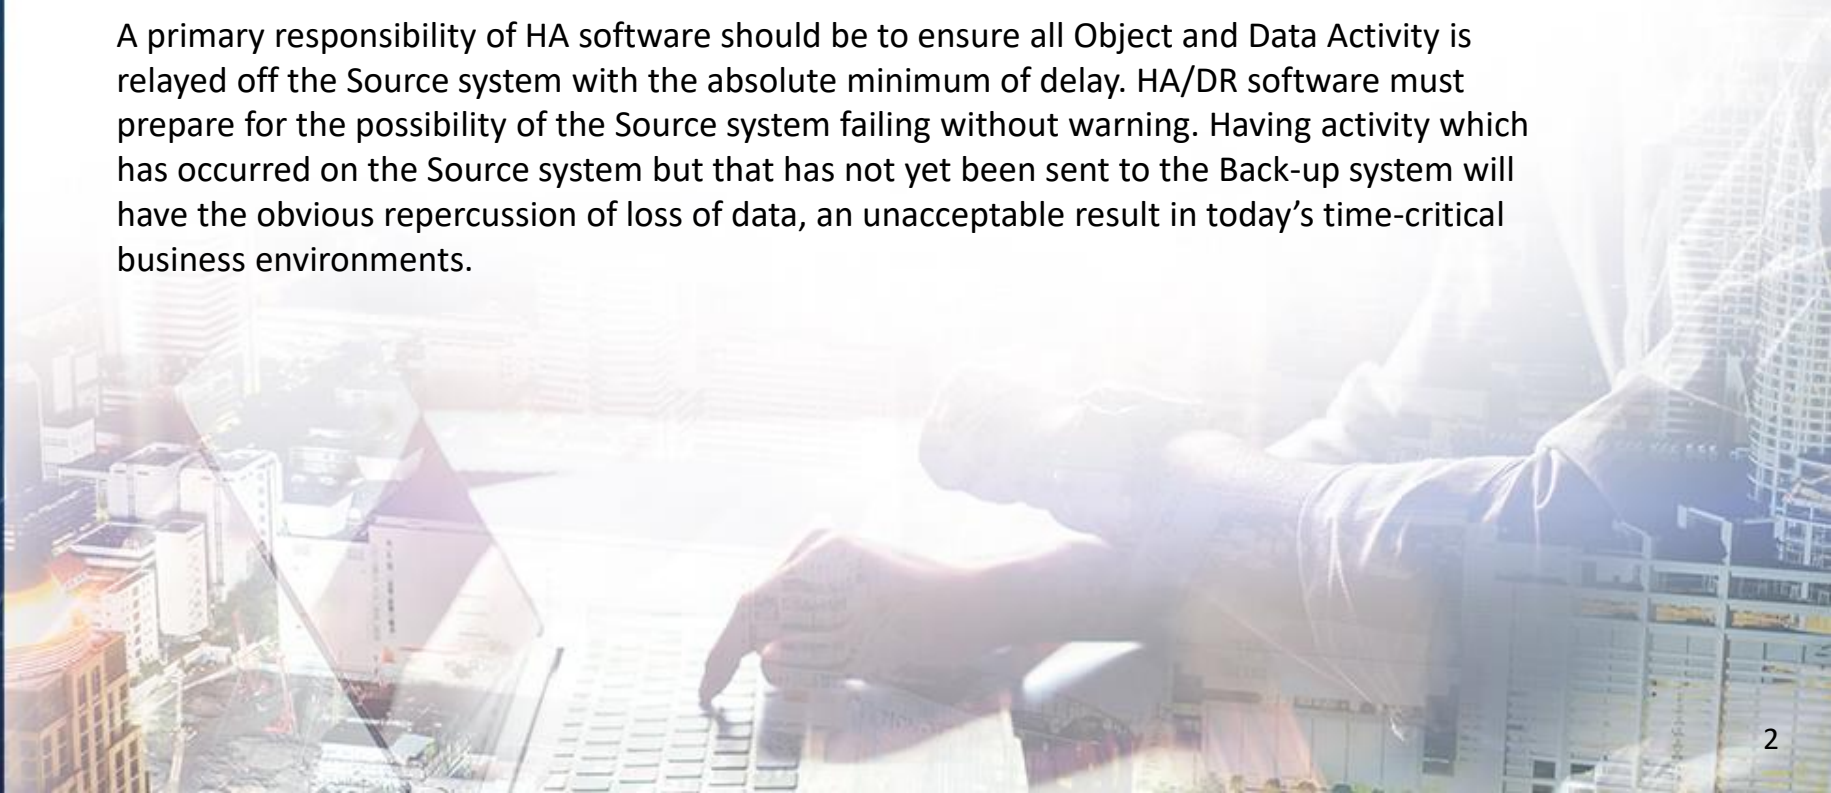 A primary responsibility of HA software should be to ensure all Object and Data Activity is
relayed off the Source system with the absolute minimum of delay. HA/DR software must
prepare for the possibility of the Source system failing without warning. Having activity which
has occurred on the Source system but that has not yet been sent to the Back-up system will
have the obvious repercussion of loss of data, an unacceptable result in today’s time-critical
business environments.
2